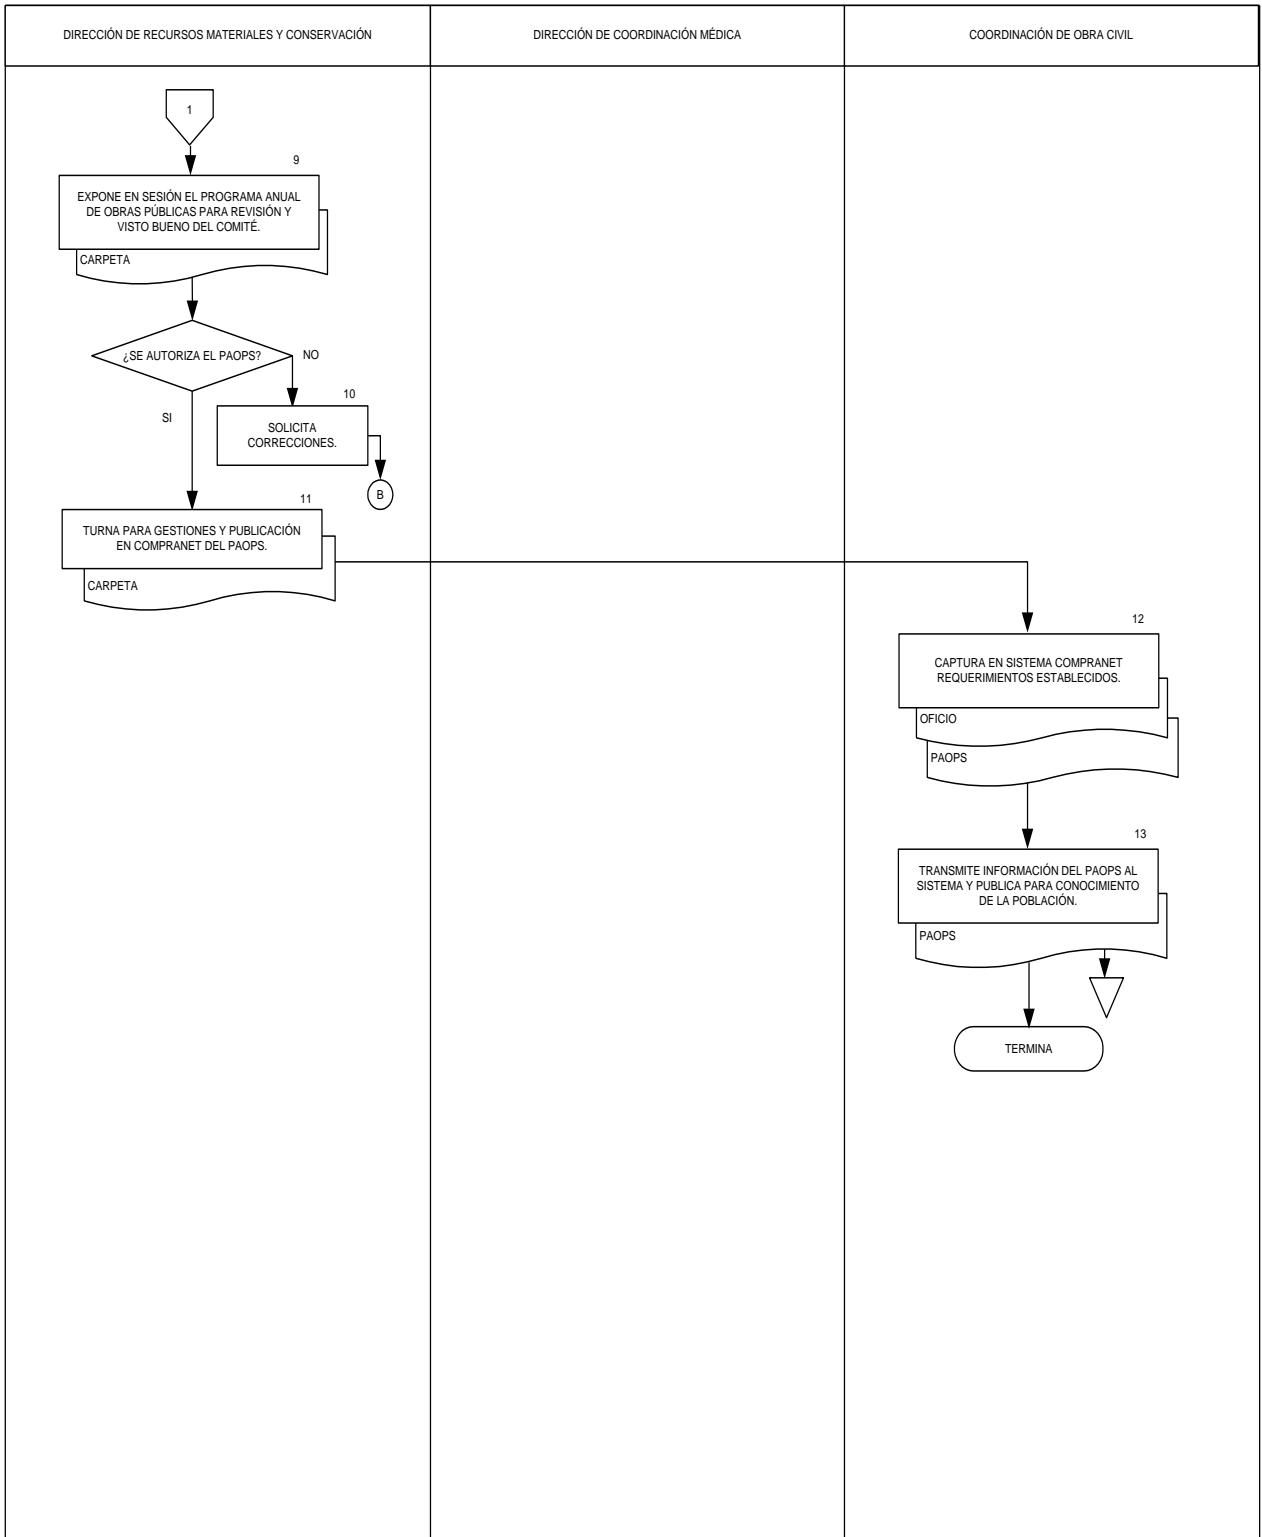 DIRECCIÓN DE RECURSOS MATERIALES Y CONSERVACIÓN
DIRECCIÓN DE COORDINACIÓN MÉDICA
COORDINACIÓN DE OBRA CIVIL
1
9
EXPONE EN SESIÓN EL PROGRAMA ANUAL
DE OBRAS PÚBLICAS PARA REVISIÓN Y
VISTO BUENO DEL COMITÉ.
CARPETA
¿SE AUTORIZA EL PAOPS?
NO
SI
10
SOLICITA
CORRECCIONES.
B
11
TURNA PARA GESTIONES Y PUBLICACIÓN
EN COMPRANET DEL PAOPS.
CARPETA
12
CAPTURA EN SISTEMA COMPRANET
REQUERIMIENTOS ESTABLECIDOS.
OFICIO
PAOPS
13
TRANSMITE INFORMACIÓN DEL PAOPS AL
SISTEMA Y PUBLICA PARA CONOCIMIENTO
DE LA POBLACIÓN.
PAOPS
TERMINA